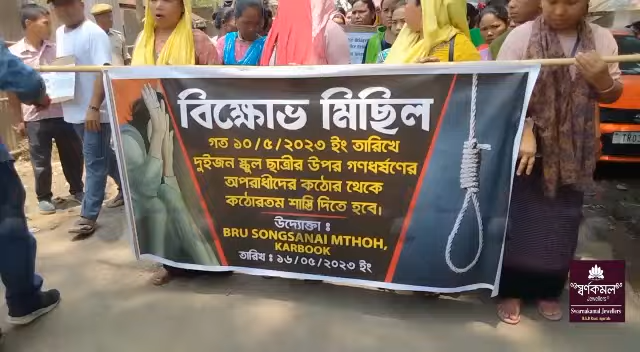 বিক্ষোভ মিছিল
গত ১০/৫/২০২৩ ইং তারিখে
দুইজন স্কুল ছাত্রীর উপর গণধর্ষণের
অপরাধীদের কঠোর থেকে
কঠোরতম শাস্তি দিতে হবে।
উদ্যোক্তা :
BRU SONGSANAI MTHOH,
KARBOOK
তারিখ : ১৬/০৫/২০২৩ ইং
স্বর্ণকমল
Jewellers
Swarnakamal Jewellers